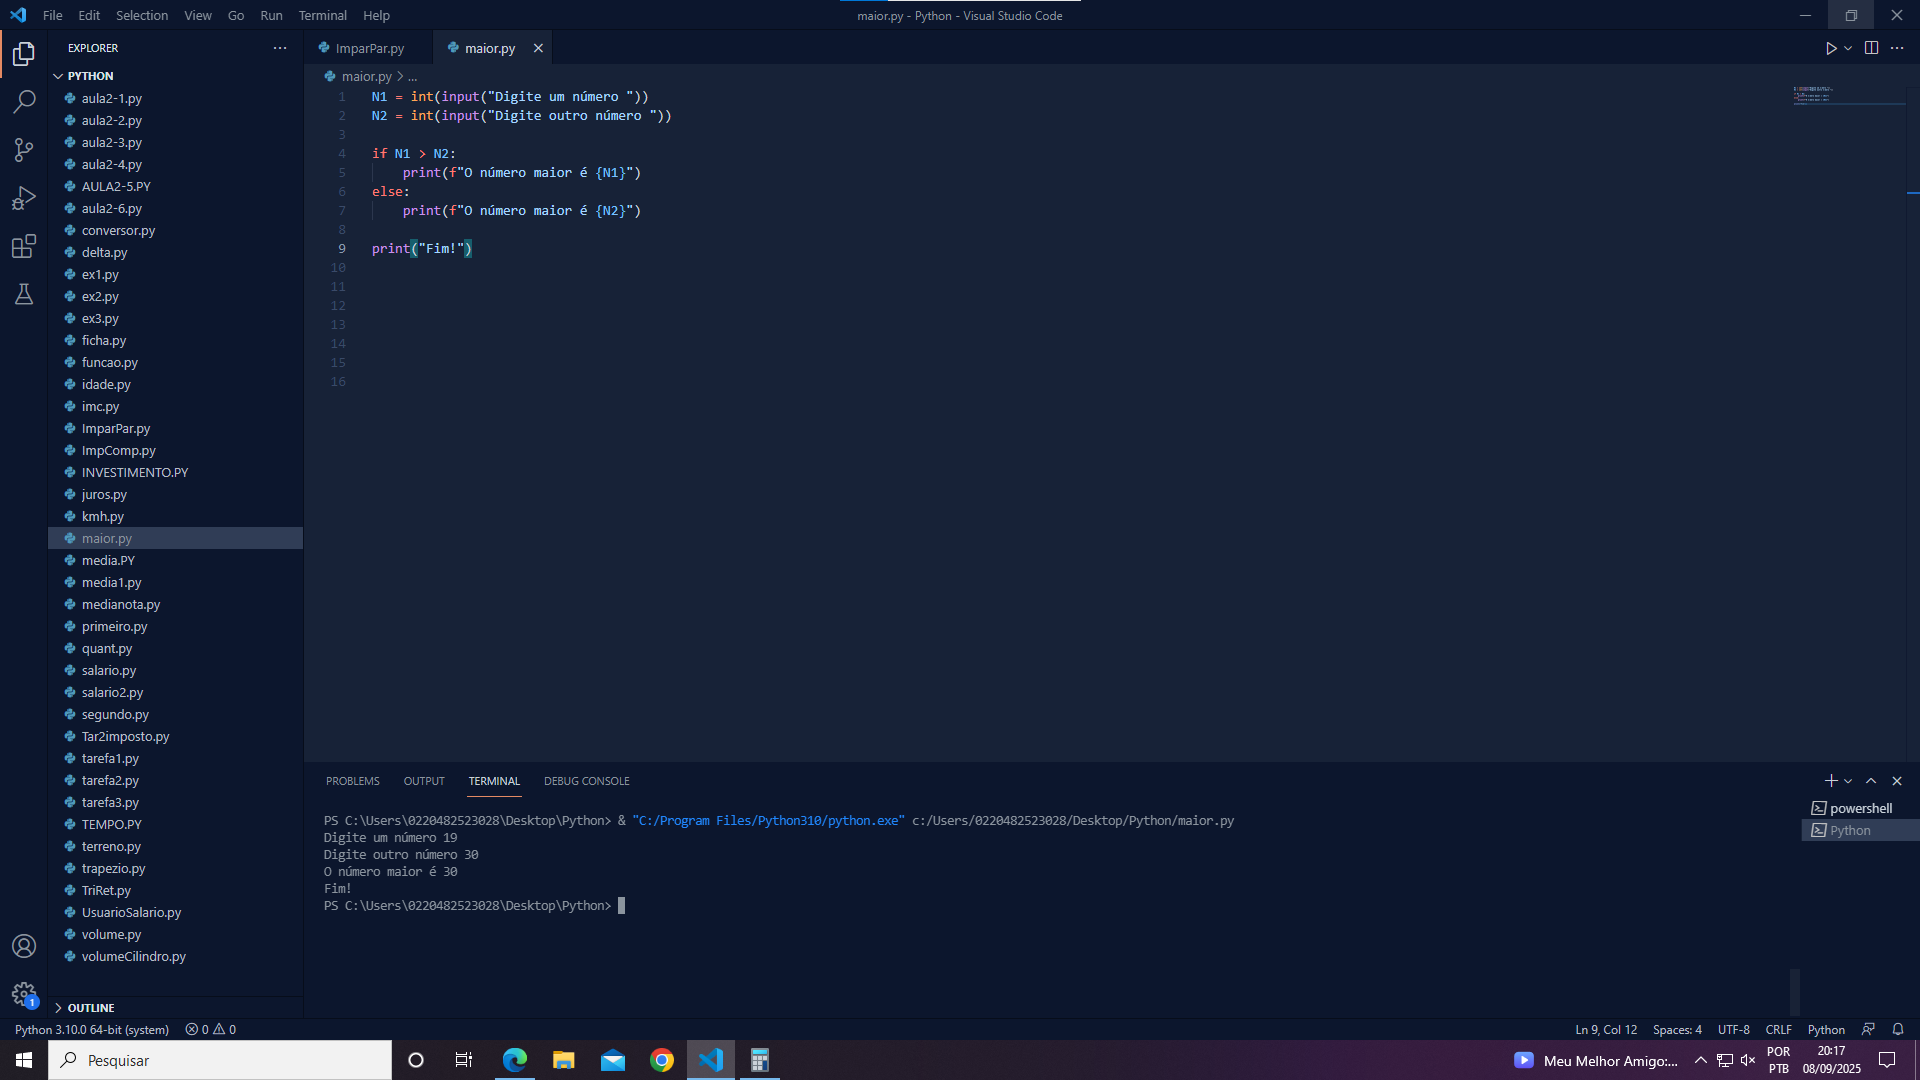 File Edit Selection View Go Run Terminal Help
maior.py - Python - Visual Studio Code
EXPLORER
PYTHON
aula2-1.py
aula2-2.py
aula2-3.py
aula2-4.py
AULA2-5.PY
aula2-6.py
conversor.py
delta.py
ex1.py
ex2.py
ex3.py
ficha.py
funcao.py
idade.py
imc.py
ImparPar.py
ImpComp.py
INVESTIMENTO.PY
juros.py
kmh.py
maior.py
media.PY
media1.py
medianota.py
primeiro.py
quant.py
salario.py
salario2.py
segundo.py
Tar2imposto.py
tarefa1.py
tarefa2.py
tarefa3.py
TEMPO.PY
terreno.py
trapezio.py
TriRet.py
UsuarioSalario.py
volume.py
volumeCilindro.py
OUTLINE
ImparPar.py maior.py
maior.py > ...
1 N1 = int(input("Digite um número "))
2 N2 = int(input("Digite outro número "))
3
4 if N1 > N2:
5 print(f"O número maior é {N1}")
6 else:
7 print(f"O número maior é {N2}")
8
9 print("Fim!")
10
11
12
13
14
15
16
PROBLEMS OUTPUT TERMINAL DEBUG CONSOLE
PS C:\Users\0220482523028\Desktop\Python> & "C:/Program Files/Python310/python.exe" c:/Users/0220482523028/Desktop/Python/maior.py
Digite um número 19
Digite outro número 30
O número maior é 30
Fim!
PS C:\Users\0220482523028\Desktop\Python>
powershell
Python
1
Python 3.10.0 64-bit (system) 0 0
Ln 9, Col 12 Spaces: 4 UTF-8 CRLF Python
Pesquisar
Meu Melhor Amigo:...
POR
PTB
20:17
08/09/2025